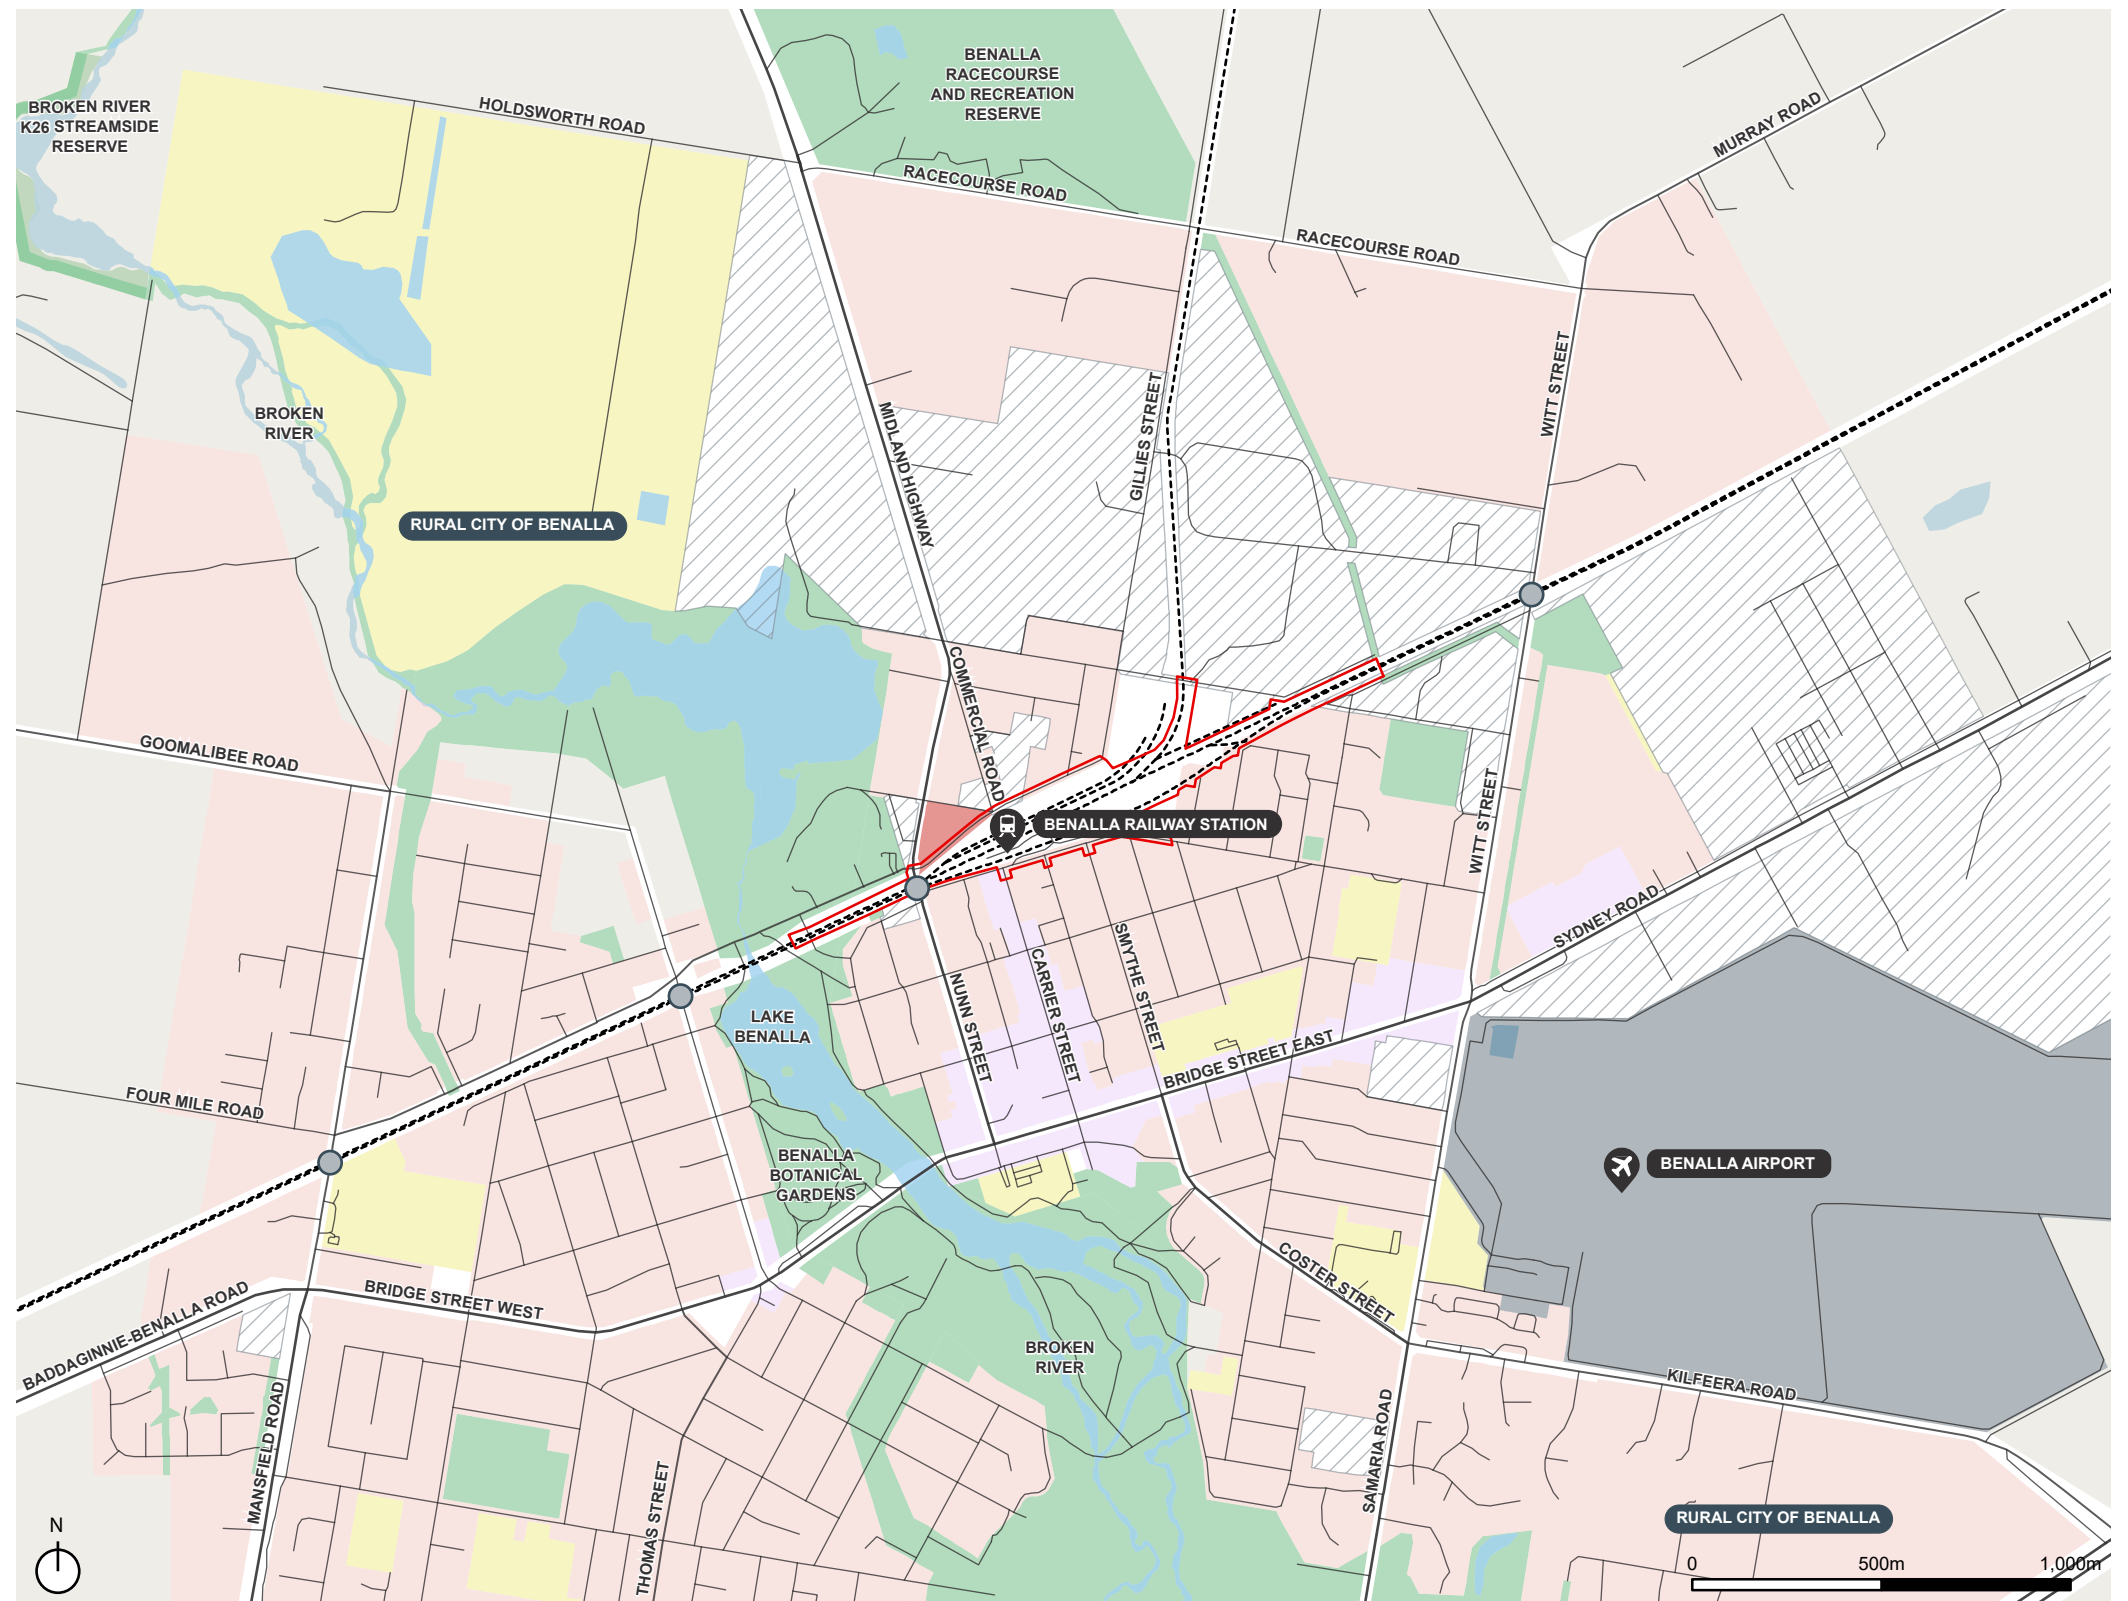 BENALLA
RACECOURSE
AND RECREATION
RESERVE
BROKEN RIVER
K26 STREAMSIDE
RESERVE
HOLDSWORTH ROAD
MURRAY ROAD
RACECOURSE ROAD
RACECOURSE ROAD
WITT STREET
BROKEN
RIVER
MIDLAND HIGHWAY
GILLIES STREET
RURAL CITY OF BENALLA
COMMERCIAL ROAD
GOOMALIBEE ROAD
BENALLA RAILWAY STATION
WITT STREET
SYDNEY ROAD
NUNN STREET
CARRIER STREET
SMYTHE STREET
LAKE
BENALLA
BRIDGE STREET EAST
FOUR MILE ROAD
BENALLA
BOTANICAL
GARDENS
BENALLA AIRPORT
COSTER STREET
BADDAGINNIE-BENALLA ROAD
BRIDGE STREET WEST
BROKEN
RIVER
KILFEERA ROAD
MANSFIELD ROAD
THOMAS STREET
SAMARIA ROAD
RURAL CITY OF BENALLA
N
0 500m 1,000m